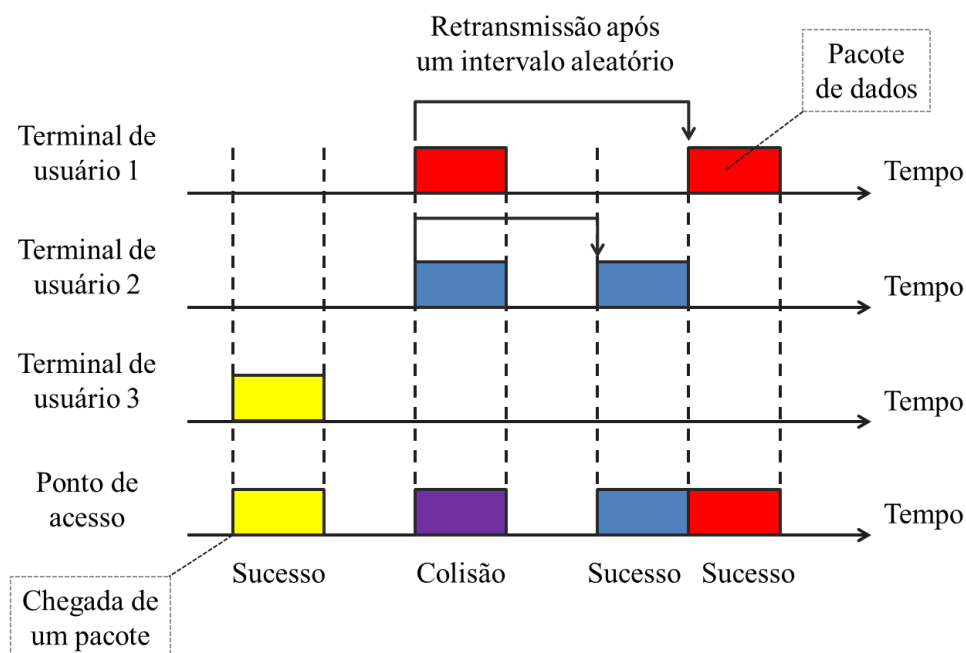 Retransmissão após
um intervalo aleatório
Pacote
de dados
Terminal de
usuário 1
Tempo
Terminal de
usuário 2
Tempo
Terminal de
usuário 3
Tempo
Ponto de
acesso
Tempo
Sucesso
Colisão
Sucesso
Sucesso
Chegada de
um pacote